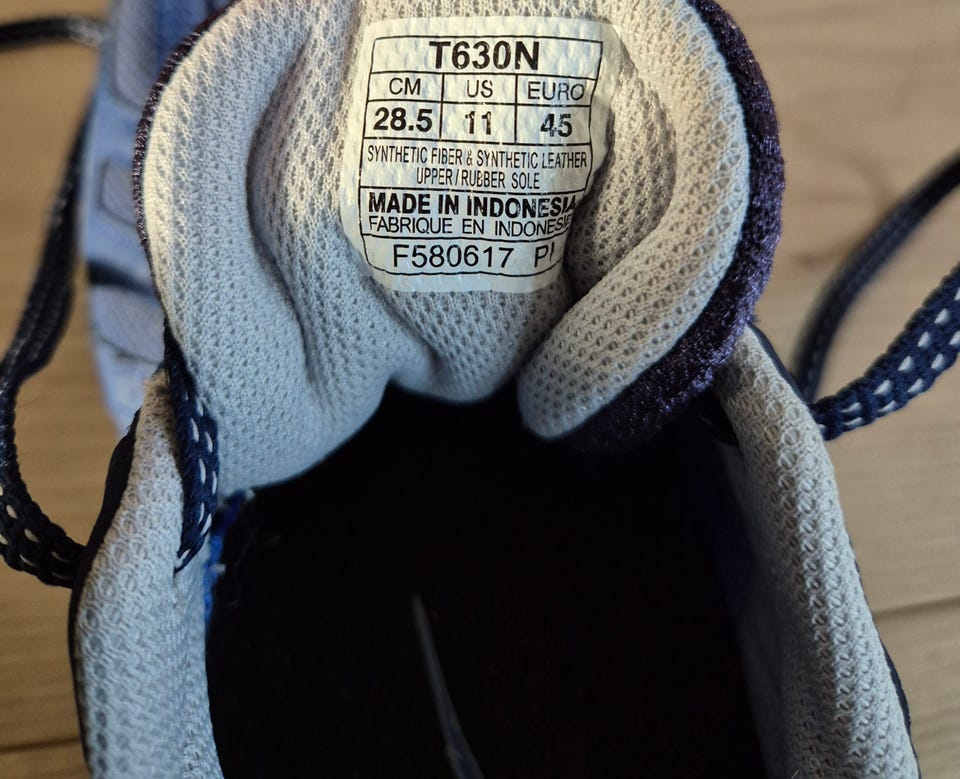 T630N
CM US EURO
28.5 11 45
SYNTHETIC FIBER & SYNTHETIC LEATHER
UPPER / RUBBER SOLE
MADE IN INDONESIA
FABRIQUE EN INDONESIE
F580617 PI